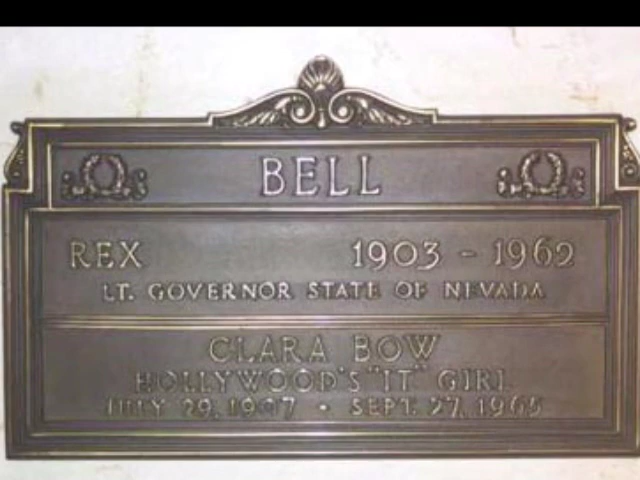 BELL
REX 1903 - 1962
LT. GOVERNOR STATE OF NEVADA
CLARA BOW
HOLLYWOOD'S "IT" GIRL
JULY 29, 1907 • SEPT. 27, 1965